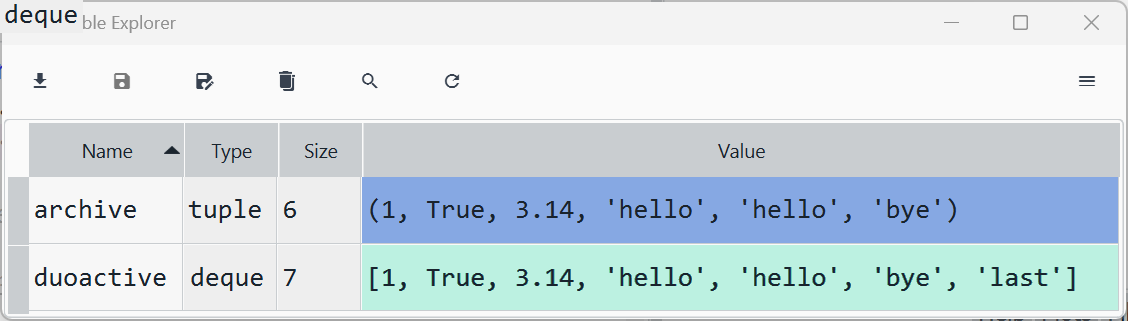 deque
ble Explorer
Name Type Size Value
archive tuple 6 (1, True, 3.14, 'hello', 'hello', 'bye')
duoactive deque 7 [1, True, 3.14, 'hello', 'hello', 'bye', 'last']